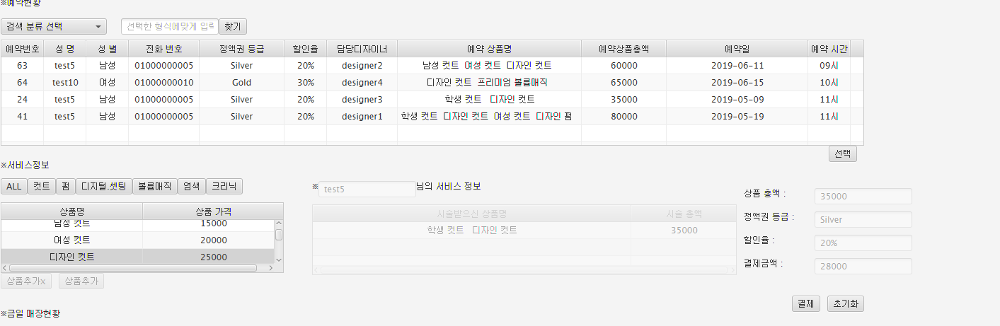 ※예약현황
검색 분류 선택 선택한 형식에맞게 입력 찾기
예약번호 성 명 성 별 전화 번호 정액권 등급 할인율 담당디자이너 예약 상품명 예약상품총액 예약일 예약 시간
63 test5 남성 01000000005 Silver 20% designer2 남성 컷트 여성 컷트 디자인 컷트 60000 2019-06-11 09시
64 test10 여성 01000000010 Gold 30% designer4 디자인 컷트 프리미엄 볼륨매직 65000 2019-06-15 10시
24 test5 남성 01000000005 Silver 20% designer3 학생 컷트 디자인 컷트 35000 2019-05-09 11시
41 test5 남성 01000000005 Silver 20% designer1 학생 컷트 디자인 컷트 여성 컷트 디자인 펌 80000 2019-05-19 11시
선택
※서비스정보
ALL 컷트 펌 디지털.셋팅 볼륨매직 염색 크리닉
상품명 상품 가격
남성 컷트 15000
여성 컷트 20000
디자인 컷트 25000
상품추가x 상품추가
※ test5 님의 서비스 정보
시술받으신 상품명 시술 총액
학생 컷트 디자인 컷트 35000
상품 총액 : 35000
정액권 등급 : Silver
할인율 : 20%
결제금액 : 28000
결제 초기화
※금일 매장현황